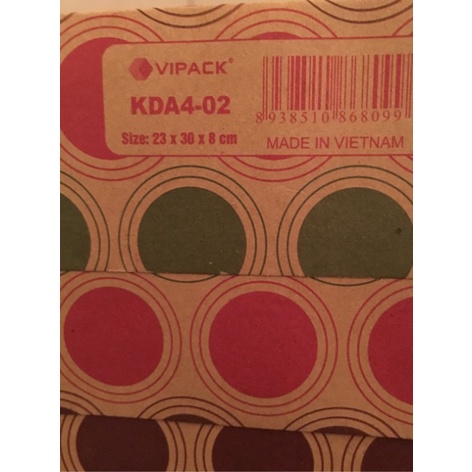 VIPACK®
KDA4-02
Size: 23 x 30 x 8 cm
8 938510 868099
MADE IN VIETNAM